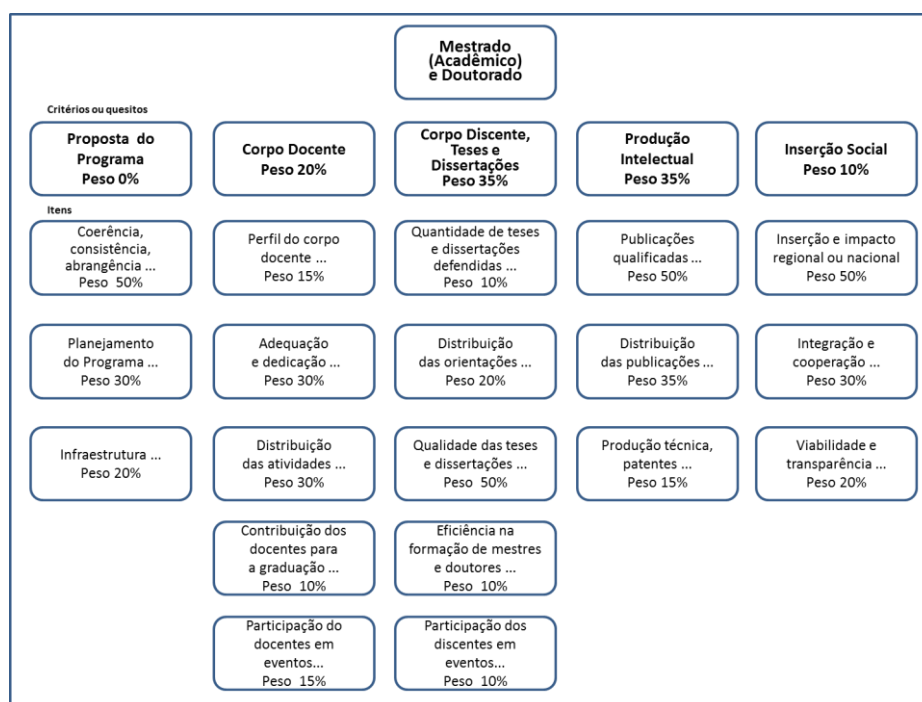 Mestrado
(Acadêmico)
e Doutorado
Critérios ou quesitos
Proposta do
Programa
Peso 0%
Corpo Docente
Peso 20%
Corpo Discente,
Teses e
Dissertações
Peso 35%
Produção
Intelectual
Peso 35%
Inserção Social
Peso 10%
Itens
Coerência,
consistência,
abrangência ...
Peso 50%
Perfil do corpo
docente ...
Peso 15%
Quantidade de teses
e dissertações
defendidas ...
Peso 10%
Publicações
qualificadas ...
Peso 50%
Inserção e impacto
regional ou nacional
Peso 50%
Planejamento
do Programa ...
Peso 30%
Adequação
e dedicação ...
Peso 30%
Distribuição
das orientações ...
Peso 20%
Distribuição
das publicações ...
Peso 35%
Integração e
cooperação ...
Peso 30%
Infraestrutura ...
Peso 20%
Distribuição
das atividades ...
Peso 30%
Qualidade das teses
e dissertações ...
Peso 50%
Produção técnica,
patentes ...
Peso 15%
Viabilidade e
transparência ...
Peso 20%
Contribuição dos
docentes para
a graduação ...
Peso 10%
Eficiência na
formação de mestres
e doutores ...
Peso 10%
Participação do
docentes em
eventos...
Peso 15%
Participação dos
discentes em
eventos...
Peso 10%